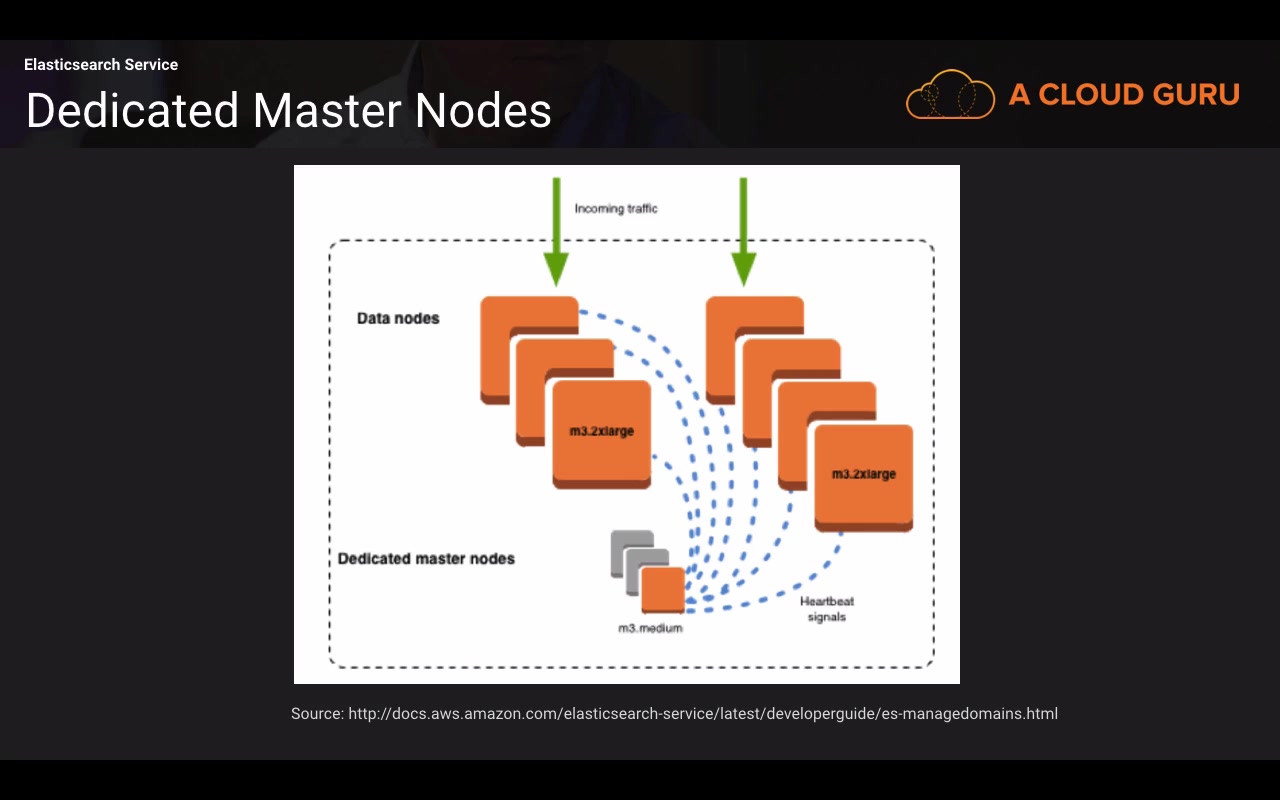 Elasticsearch Service
Dedicated Master Nodes
A CLOUD GURU
Incoming traffic
Data nodes
m3.2xlarge
m3.2xlarge
Dedicated master nodes
m3.medium
Heartbeat
signals
Source: http://docs.aws.amazon.com/elasticsearch-service/latest/developerguide/es-managedomains.html